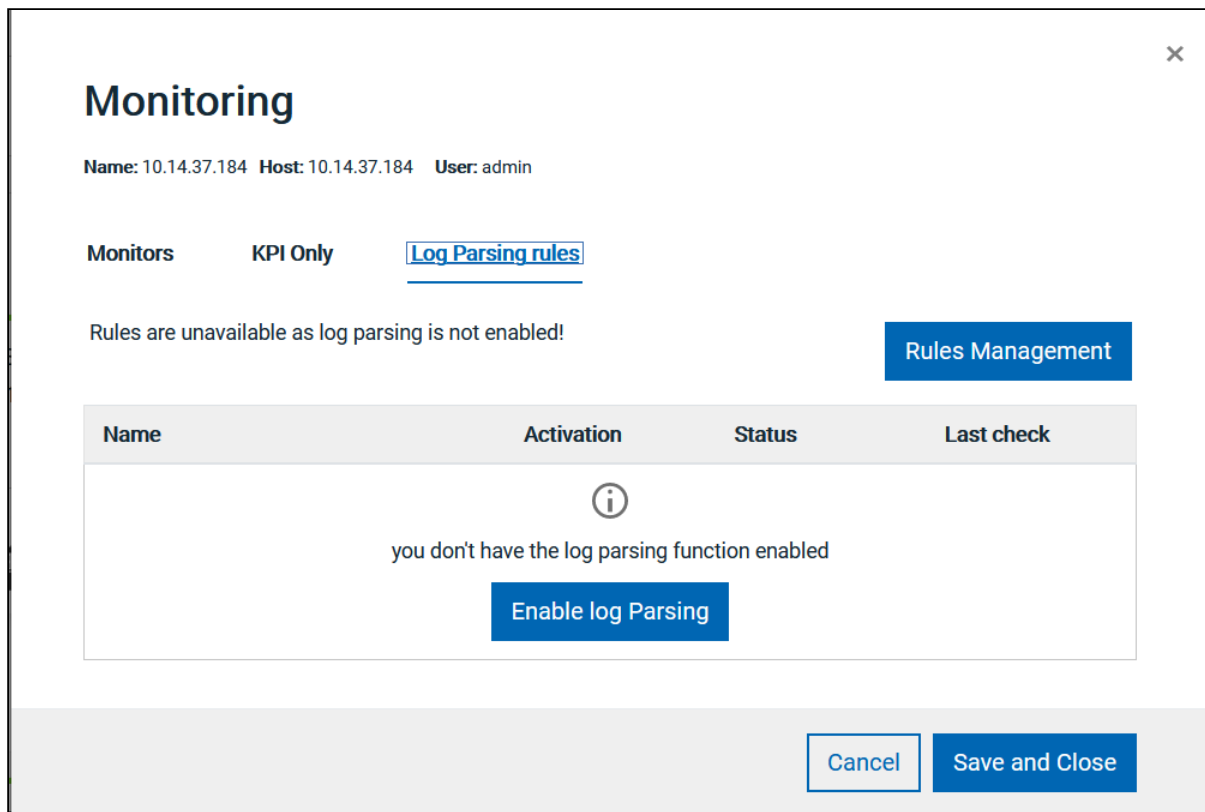 ×
Monitoring
Name: 10.14.37.184 Host: 10.14.37.184 User: admin
Monitors KPI Only Log Parsing rules
Rules are unavailable as log parsing is not enabled!
Rules Management
Name Activation Status Last check
you don't have the log parsing function enabled
Enable log Parsing
Cancel Save and Close